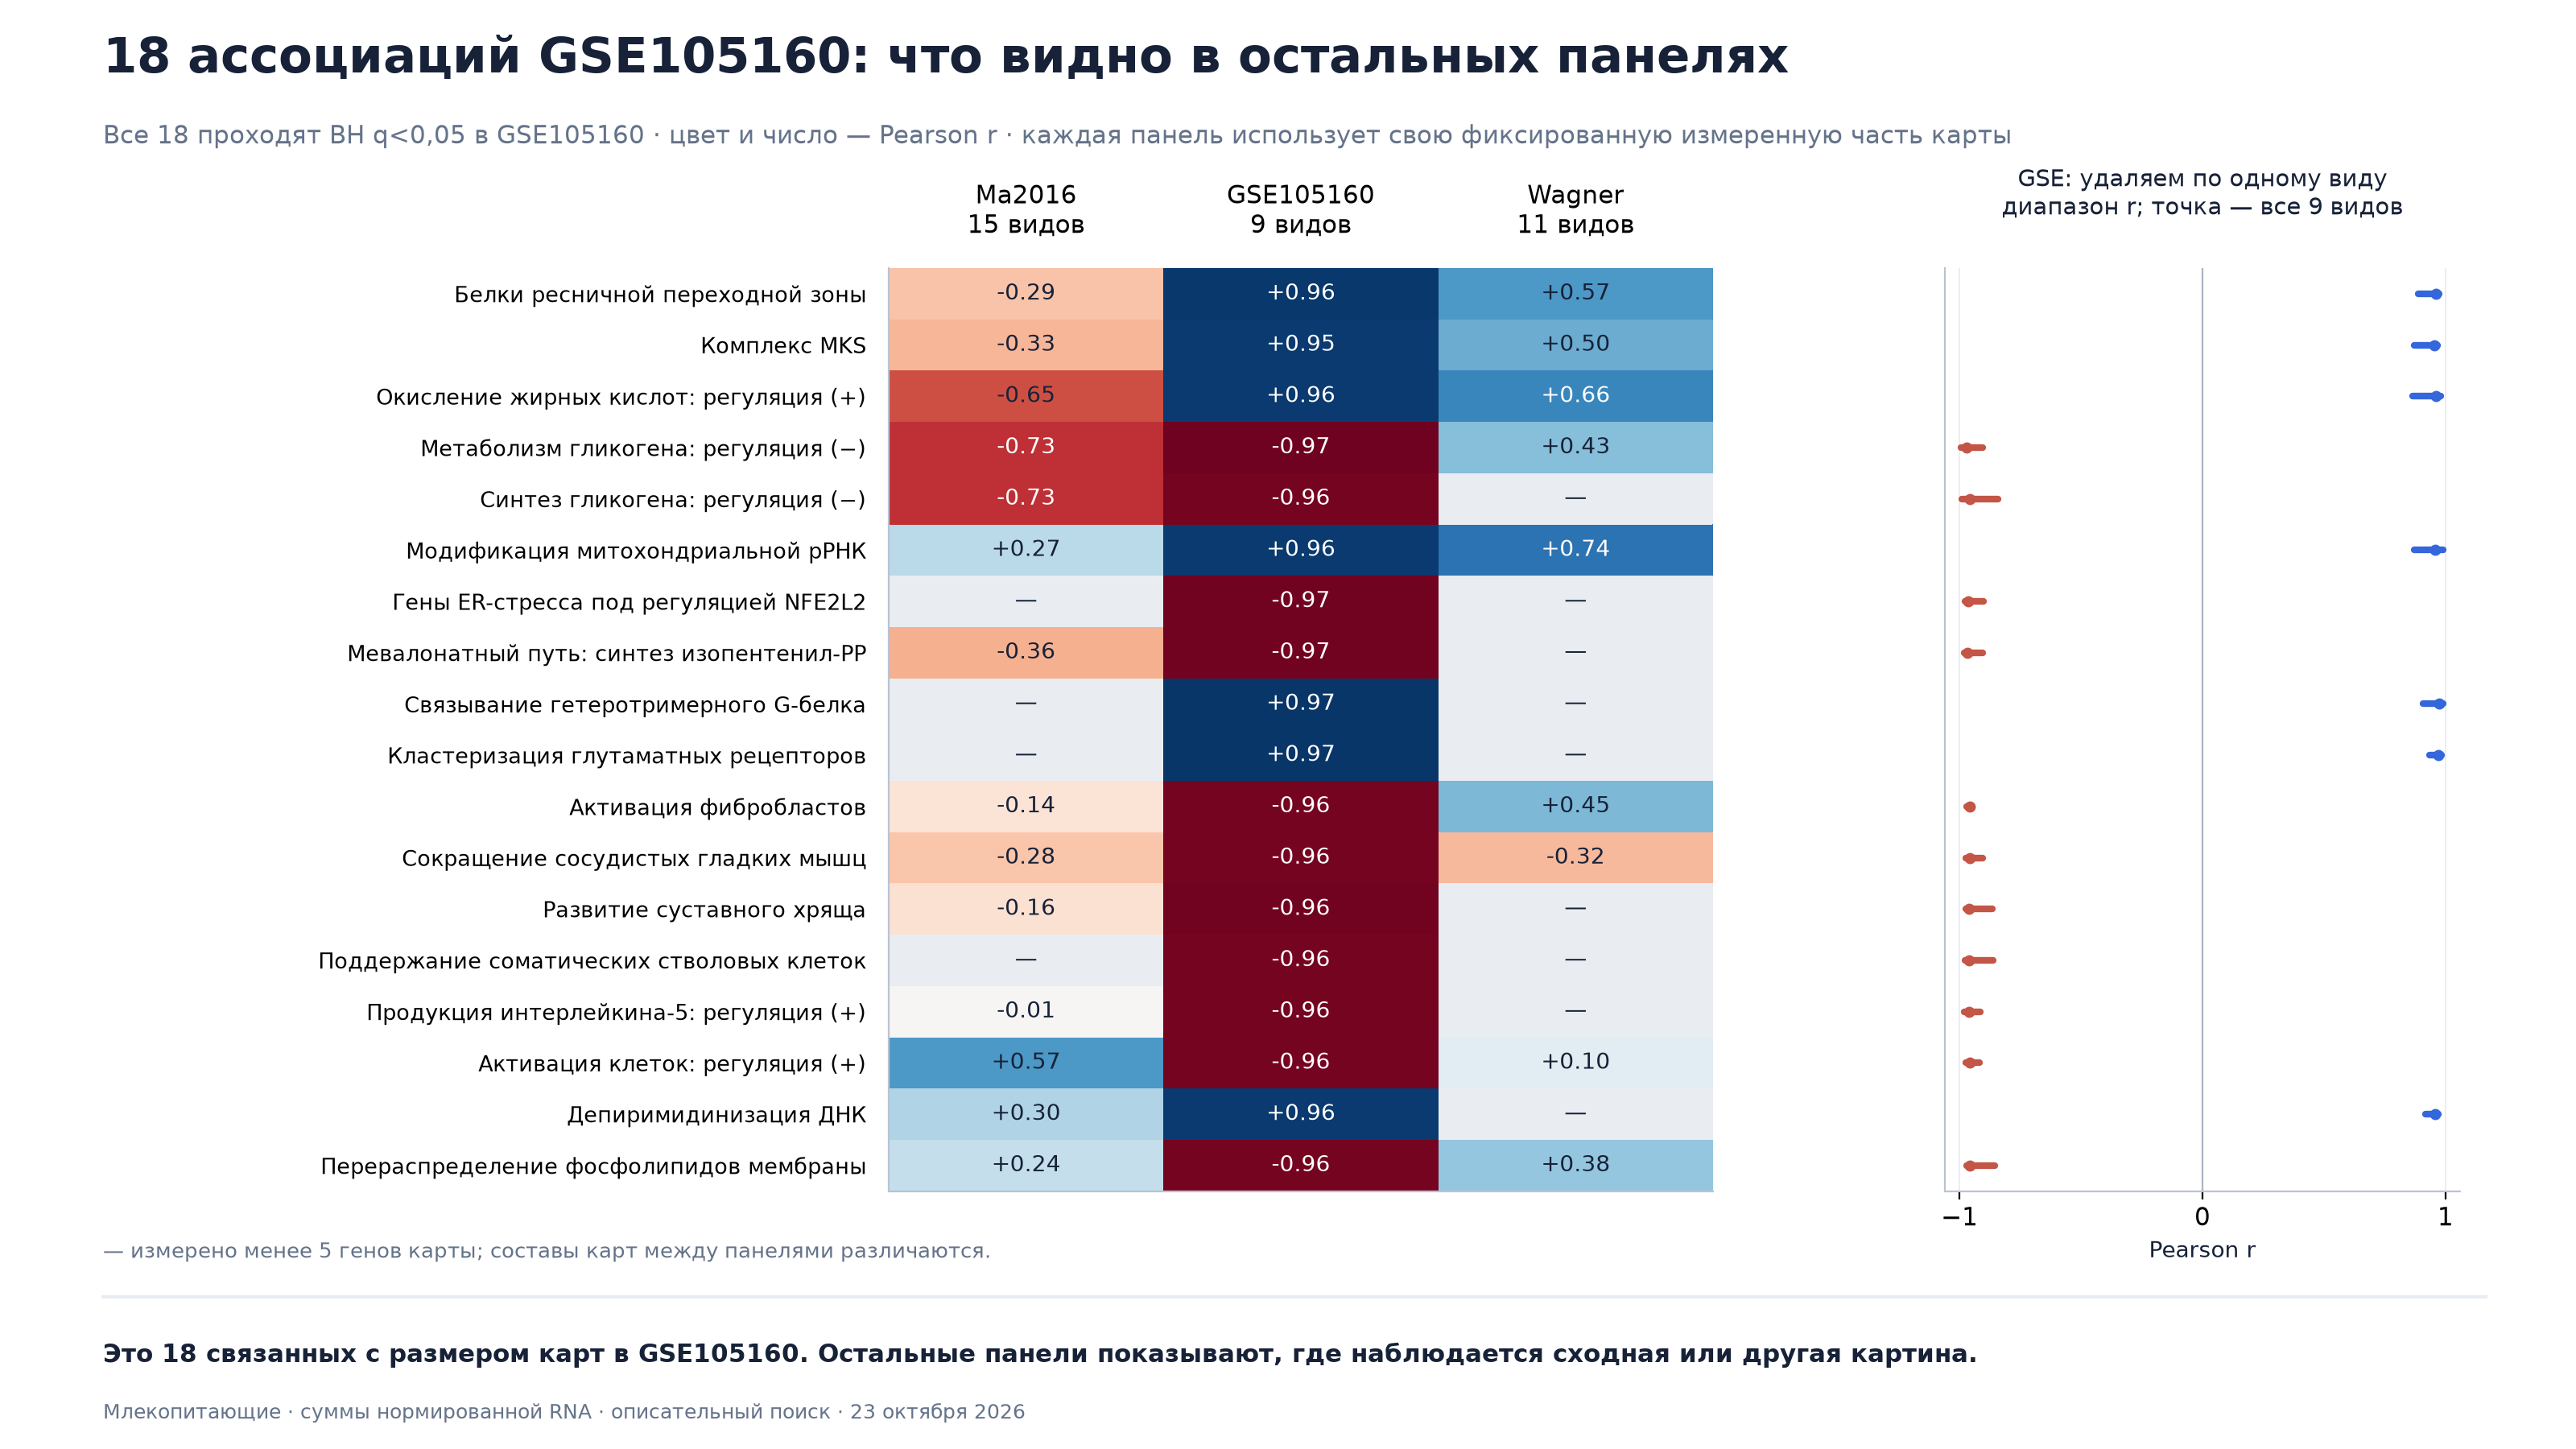 18 ассоциаций GSE105160: что видно в остальных панелях
Все 18 проходят BH q<0,05 в GSE105160 · цвет и число — Pearson r · каждая панель использует свою фиксированную измеренную часть карты
Ma2016
15 видов
GSE105160
9 видов
Wagner
11 видов
GSE: удаляем по одному виду
диапазон r; точка — все 9 видов
Белки ресничной переходной зоны -0.29 +0.96 +0.57
Комплекс MKS -0.33 +0.95 +0.50
Окисление жирных кислот: регуляция (+) -0.65 +0.96 +0.66
Метаболизм гликогена: регуляция (−) -0.73 -0.97 +0.43
Синтез гликогена: регуляция (−) -0.73 -0.96 —
Модификация митохондриальной рРНК +0.27 +0.96 +0.74
Гены ER-стресса под регуляцией NFE2L2 — -0.97 —
Мевалонатный путь: синтез изопентенил-PP -0.36 -0.97 —
Связывание гетеротримерного G-белка — +0.97 —
Кластеризация глутаматных рецепторов — +0.97 —
Активация фибробластов -0.14 -0.96 +0.45
Сокращение сосудистых гладких мышц -0.28 -0.96 -0.32
Развитие суставного хряща -0.16 -0.96 —
Поддержание соматических стволовых клеток — -0.96 —
Продукция интерлейкина-5: регуляция (+) -0.01 -0.96 —
Активация клеток: регуляция (+) +0.57 -0.96 +0.10
Депиримидинизация ДНК +0.30 +0.96 —
Перераспределение фосфолипидов мембраны +0.24 -0.96 +0.38
−1 0 1
Pearson r
— измерено менее 5 генов карты; составы карт между панелями различаются.
Это 18 связанных с размером карт в GSE105160. Остальные панели показывают, где наблюдается сходная или другая картина.
Млекопитающие · суммы нормированной RNA · описательный поиск · 23 октября 2026